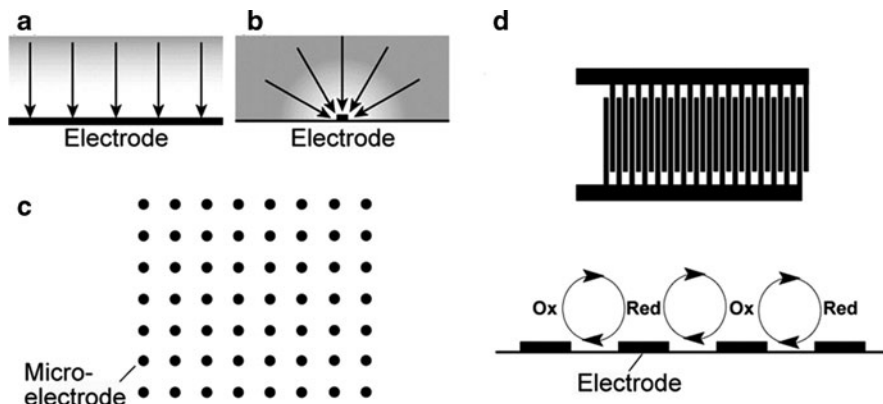 a
b
Electrode
Electrode
c
Micro-
electrode
d
Ox
Red
Ox
Red
Electrode